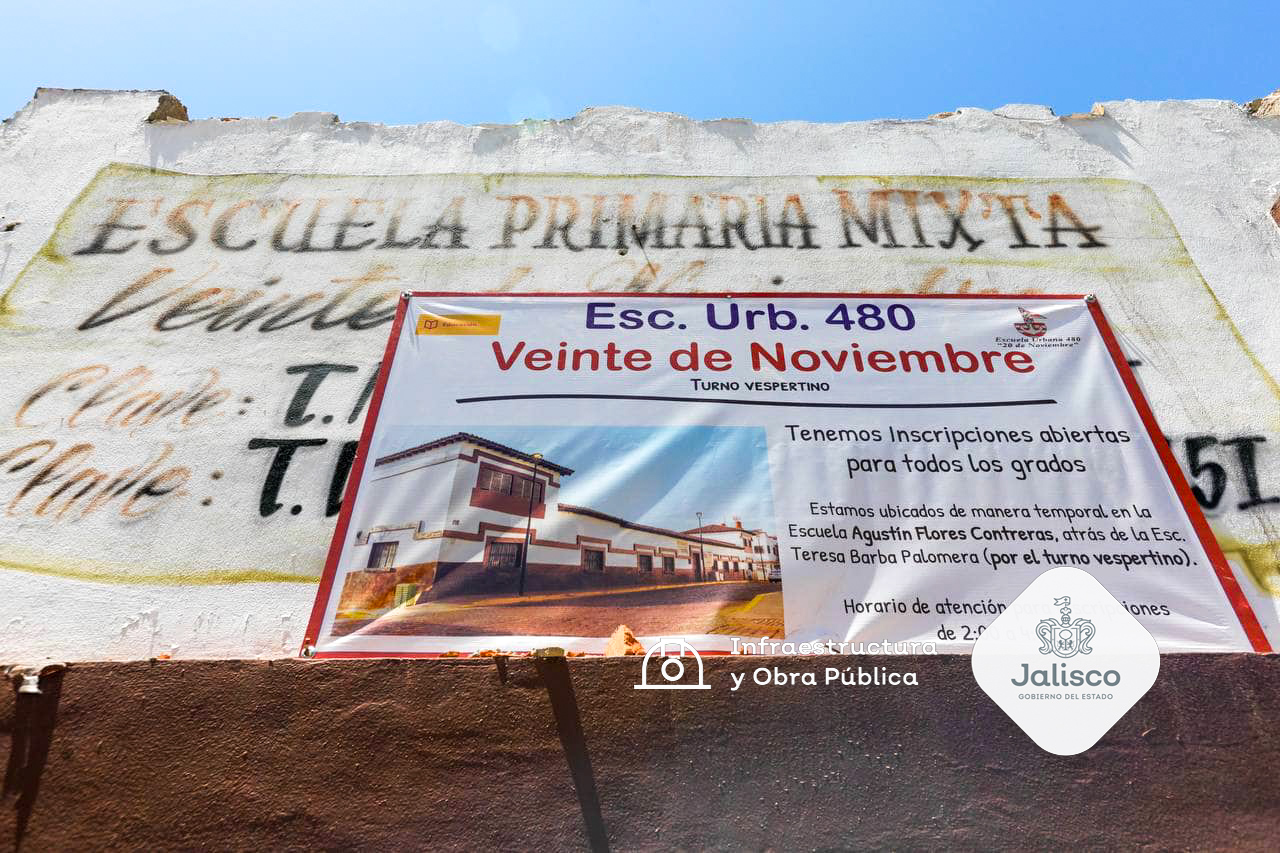 ESCUELA PRIMARIA MIXTA
Veinte
Clave: T.
Clave: T.
5I
Educación
Esc. Urb. 480
Escuela Urbana 480
"20 de Noviembre"
Veinte de Noviembre
TURNO VESPERTINO
Tenemos Inscripciones abiertas
para todos los grados
Estamos ubicados de manera temporal en la
Escuela Agustín Flores Contreras, atrás de la Esc.
Teresa Barba Palomera (por el turno vespertino).
Horario de atención
de 2:
Infraestructura
y Obra Pública
Jalisco
GOBIERNO DEL ESTADO